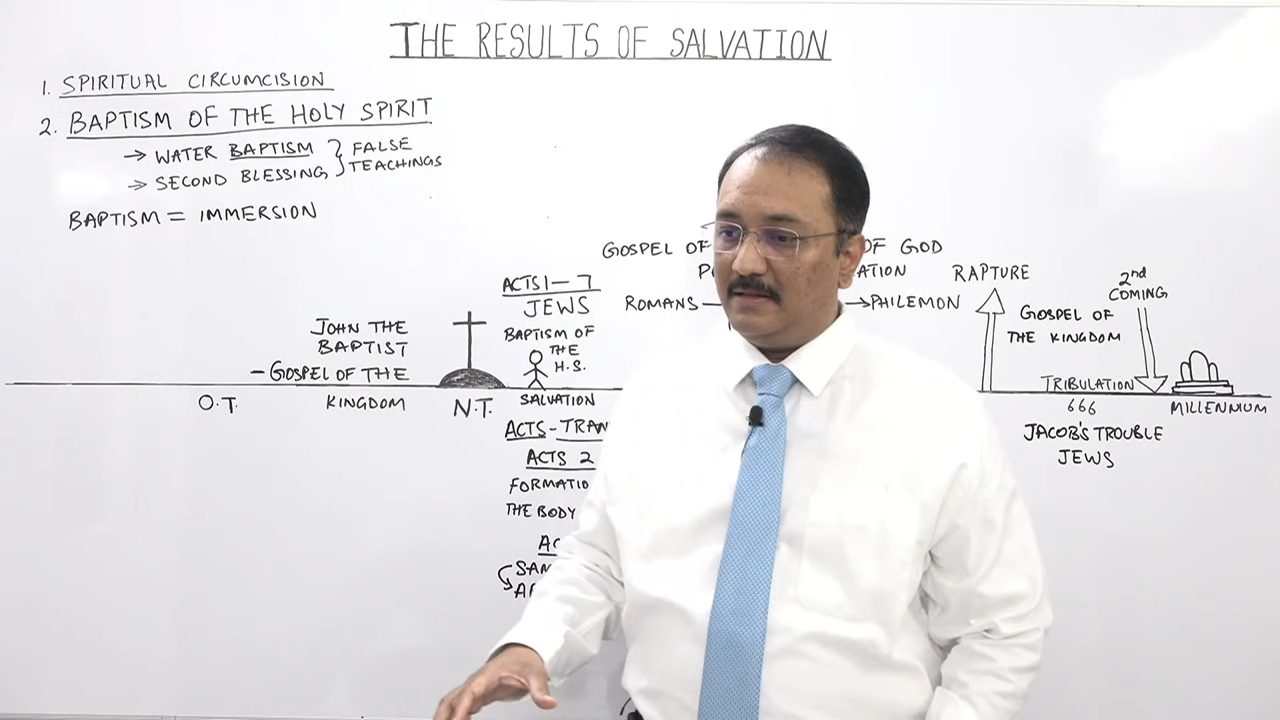 THE RESULTS OF SALVATION
1. SPIRITUAL CIRCUMCISION
2. BAPTISM OF THE HOLY SPIRIT
→ WATER BAPTISM } FALSE
→ SECOND BLESSING TEACHINGS
BAPTISM = IMMERSION
JOHN THE
BAPTIST
- GOSPEL OF THE
KINGDOM
O.T.
N.T.
ACTS 1-7
JEWS
BAPTISM OF
THE
H.S.
SALVATION
ACTS -
ACTS 2
THE BODY
GOSPEL OF OF GOD
ROMANS → PHILEMON
RAPTURE
GOSPEL OF
THE KINGDOM
2nd
COMING
TRIBULATION
666
JACOB'S TROUBLE
JEWS
MILLENNIUM